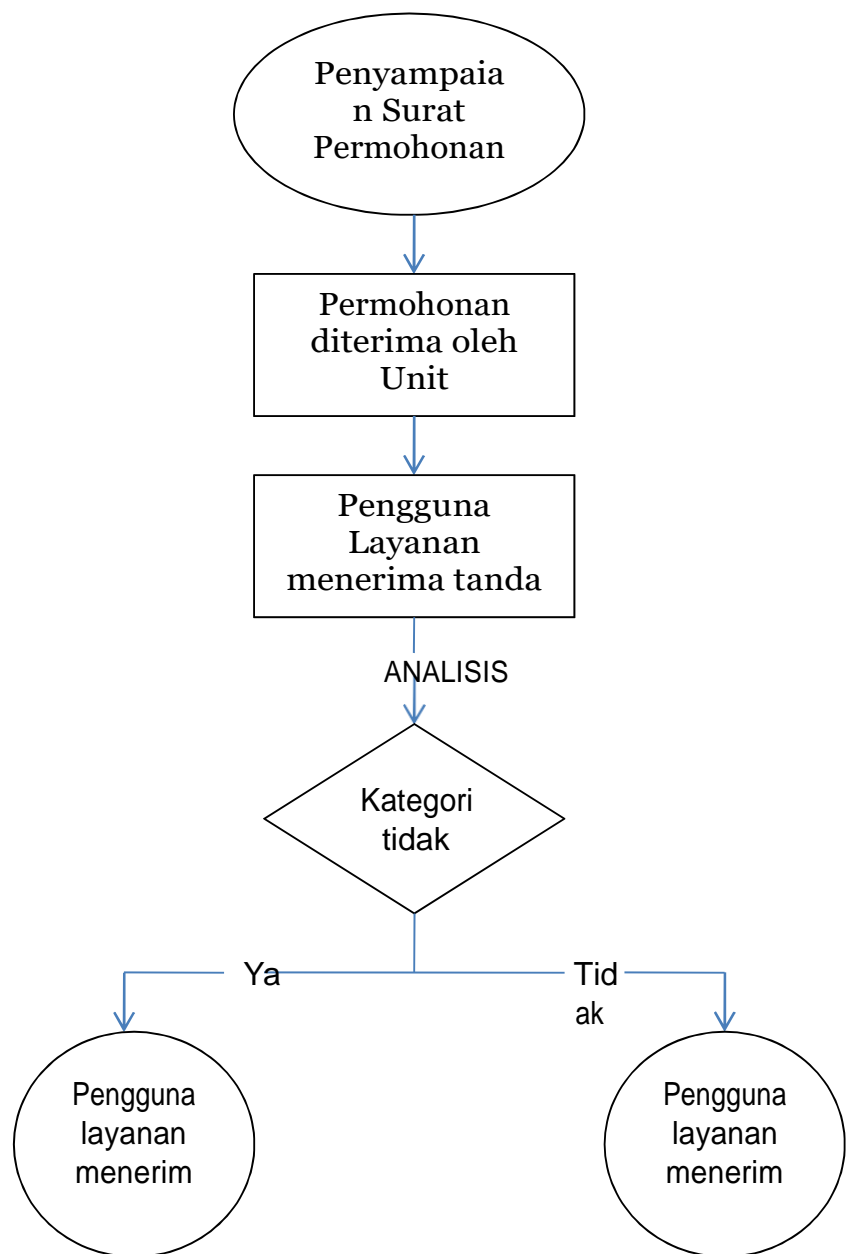 Penyampaia
n Surat
Permohonan
Permohonan
diterima oleh
Unit
Pengguna
Layanan
menerima tanda
ANALISIS
Kategori
tidak
Ya
Tid
ak
Pengguna
layanan
menerim
Pengguna
layanan
menerim